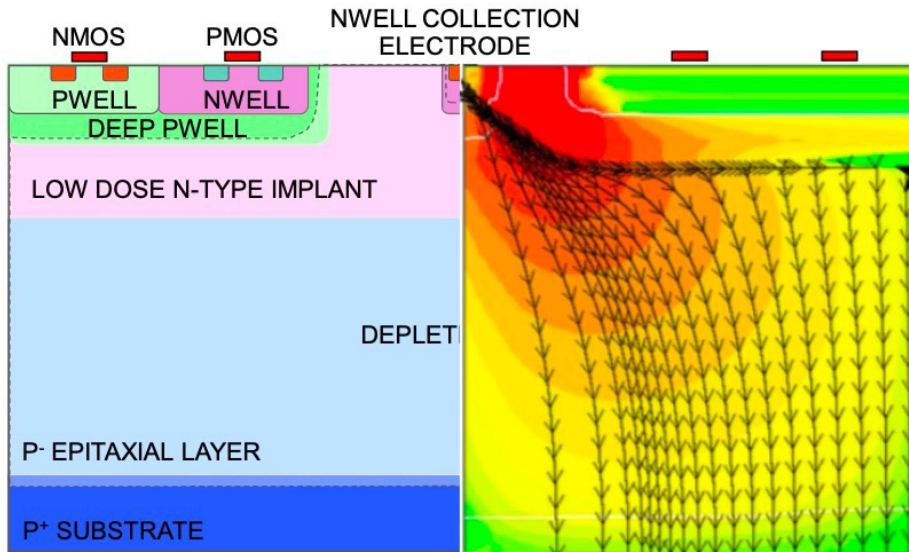 NWELL COLLECTION
ELECTRODE
NMOS
PMOS
PWELL
NWELL
DEEP PWELL
LOW DOSE N-TYPE IMPLANT
DEPLET
P- EPITAXIAL LAYER
P+ SUBSTRATE